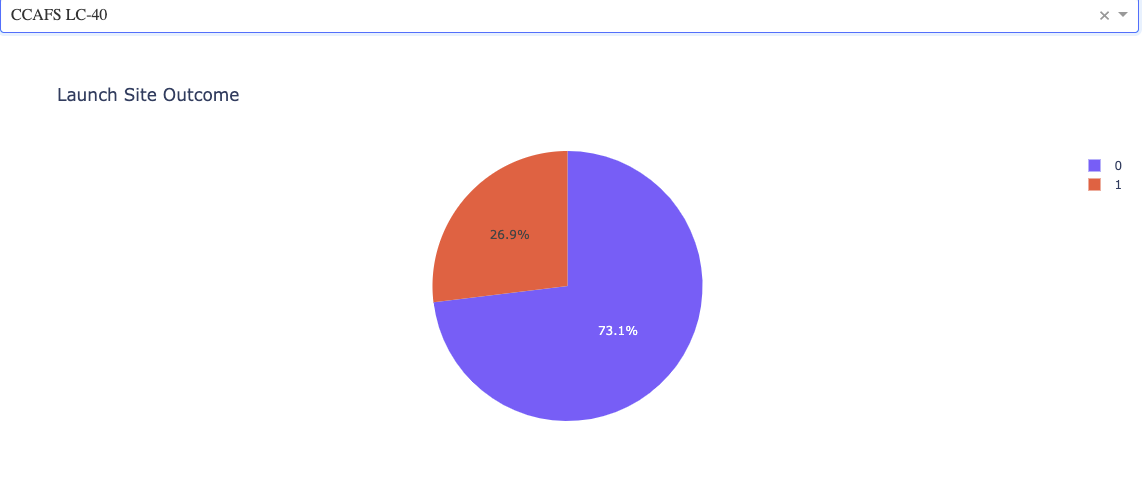 CCAFS LC-40
Launch Site Outcome
0
1
26.9%
73.1%